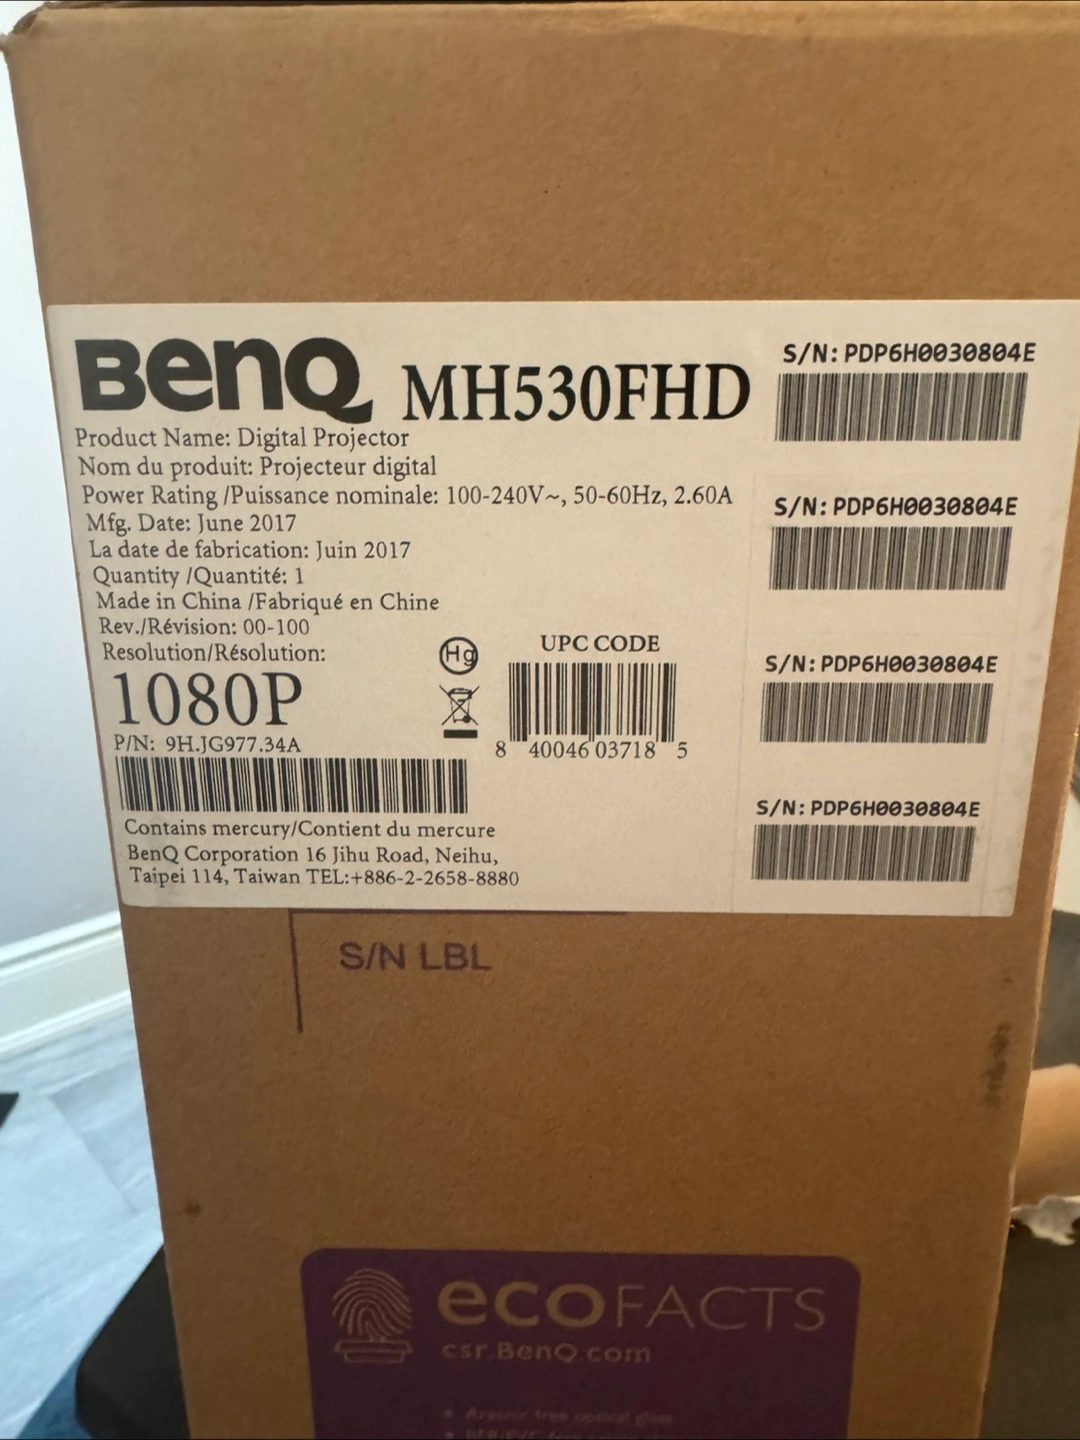 BenQ MH530FHD
Product Name: Digital Projector
Nom du produit: Projecteur digital
Power Rating /Puissance nominale: 100-240V~, 50-60Hz, 2.60A
Mfg. Date: June 2017
La date de fabrication: Juin 2017
Quantity /Quantité: 1
Made in China /Fabriqué en Chine
Rev./Révision: 00-100
Resolution/Résolution:
1080P
P/N: 9H.JG977.34A
Contains mercury/Contient du mercure
BenQ Corporation 16 Jihu Road, Neihu,
Taipei 114, Taiwan TEL:+886-2-2658-8880
Hg
UPC CODE
8 40046 03718 5
S/N: PDP6H0030804E
S/N: PDP6H0030804E
S/N: PDP6H0030804E
S/N: PDP6H0030804E
S/N LBL
ecoFACTS
csr.BenQ.com
Arsenic free optical glass